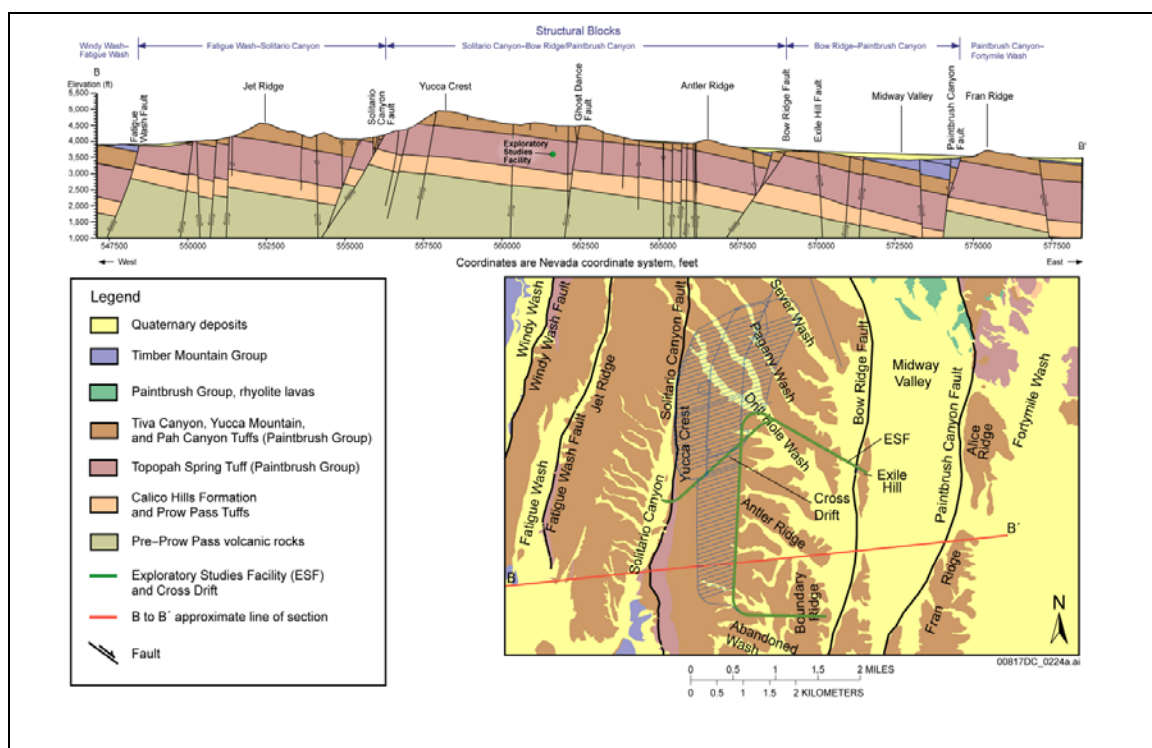 Structural Blocks
Windy Wash–
Fatigue Wash
Fatigue Wash–Solitario Canyon
Solitario Canyon–Bow Ridge/Paintbrush Canyon
Bow Ridge–Paintbrush Canyon
Paintbrush Canyon–
Fortymile Wash
B
Elevation (ft)
Fatigue
Wash Fault
Jet Ridge
Solitario
Canyon
Fault
Yucca Crest
Ghost Dance
Fault
Antler Ridge
Bow Ridge Fault
Exile Hill Fault
Midway Valley
Paintbrush Canyon
Fault
Fran Ridge
B'
5,500
5,000
4,500
4,000
3,500
3,000
2,500
2,000
1,500
1,000
Exploratory
Studies
Facility
547500
550000
552500
555000
557500
560000
562500
565000
567500
570000
572500
575000
577500
West
Coordinates are Nevada coordinate system, feet
East
Legend
Quaternary deposits
Timber Mountain Group
Paintbrush Group, rhyolite lavas
Tiva Canyon, Yucca Mountain,
and Pah Canyon Tuffs (Paintbrush Group)
Topopah Spring Tuff (Paintbrush Group)
Calico Hills Formation
and Prow Pass Tuffs
Pre–Prow Pass volcanic rocks
Exploratory Studies Facility (ESF)
and Cross Drift
B to B´ approximate line of section
Fault
Windy Wash
Windy Wash Fault
Fatigue Wash
Fatigue Wash Fault
Jet Ridge
Solitario Canyon
Solitario Canyon Fault
Yucca Crest
Sever Wash
Pagany Wash
Drill Hole Wash
Bow Ridge Fault
Midway
Valley
ESF
Exile
Hill
Cross
Drift
Antler Ridge
Boundary
Ridge
Abandoned
Wash
Paintbrush Canyon Fault
Alice
Ridge
Fortymile Wash
Fran
Ridge
B
B´
N
00817DC_0224a.ai
0 0.5 1 1.5 2 MILES
0 0.5 1 1.5 2 KILOMETERS